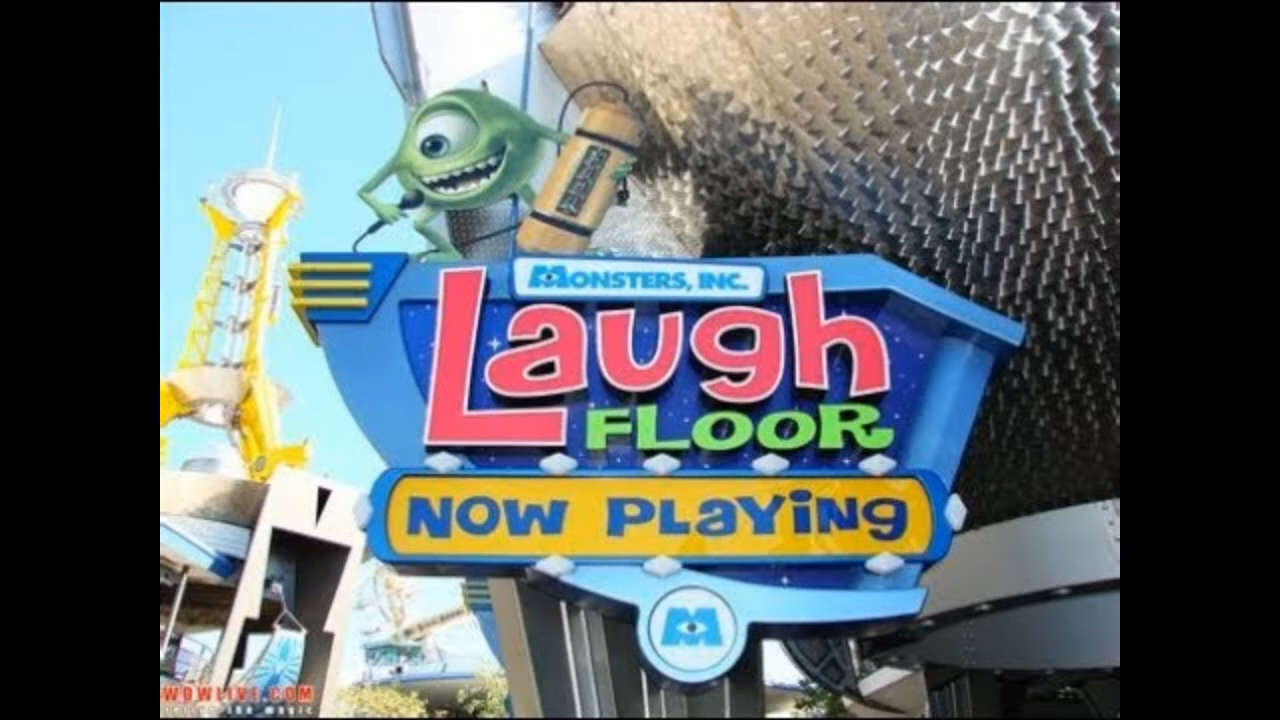 MONSTERS, INC.
Laugh
FLOOR
NOW PLAYING
WDWLIVE.COM